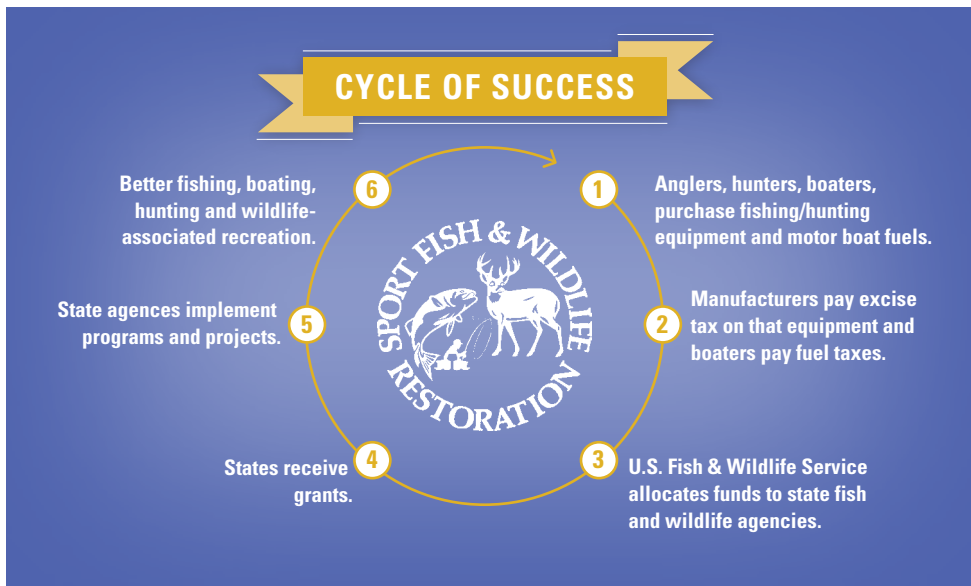 CYCLE OF SUCCESS
1
Anglers, hunters, boaters,
purchase fishing/hunting
equipment and motor boat fuels.
2
Manufacturers pay excise
tax on that equipment and
boaters pay fuel taxes.
3
U.S. Fish & Wildlife Service
allocates funds to state fish
and wildlife agencies.
4
States receive
grants.
5
State agences implement
programs and projects.
6
Better fishing, boating,
hunting and wildlife-
associated recreation.
SPORT FISH & WILDLIFE
RESTORATION